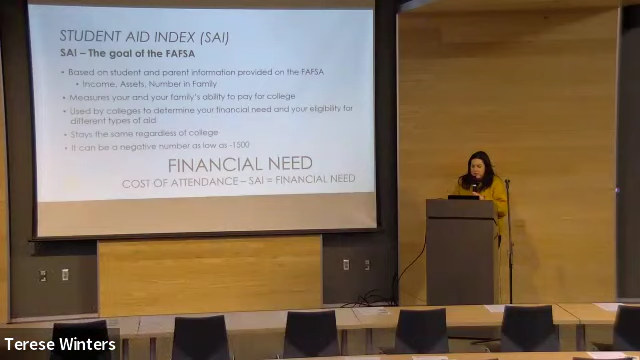 STUDENT AID INDEX (SAI)
SAI – The goal of the FAFSA
• Based on student and parent information provided on the FAFSA
• Income, Assets, Number in Family
• Measures your and your family's ability to pay for college
• Used by colleges to determine your financial need and your eligibility for
different types of aid
• Stays the same regardless of college
• It can be a negative number as low as -1500
FINANCIAL NEED
COST OF ATTENDANCE – SAI = FINANCIAL NEED
Terese Winters